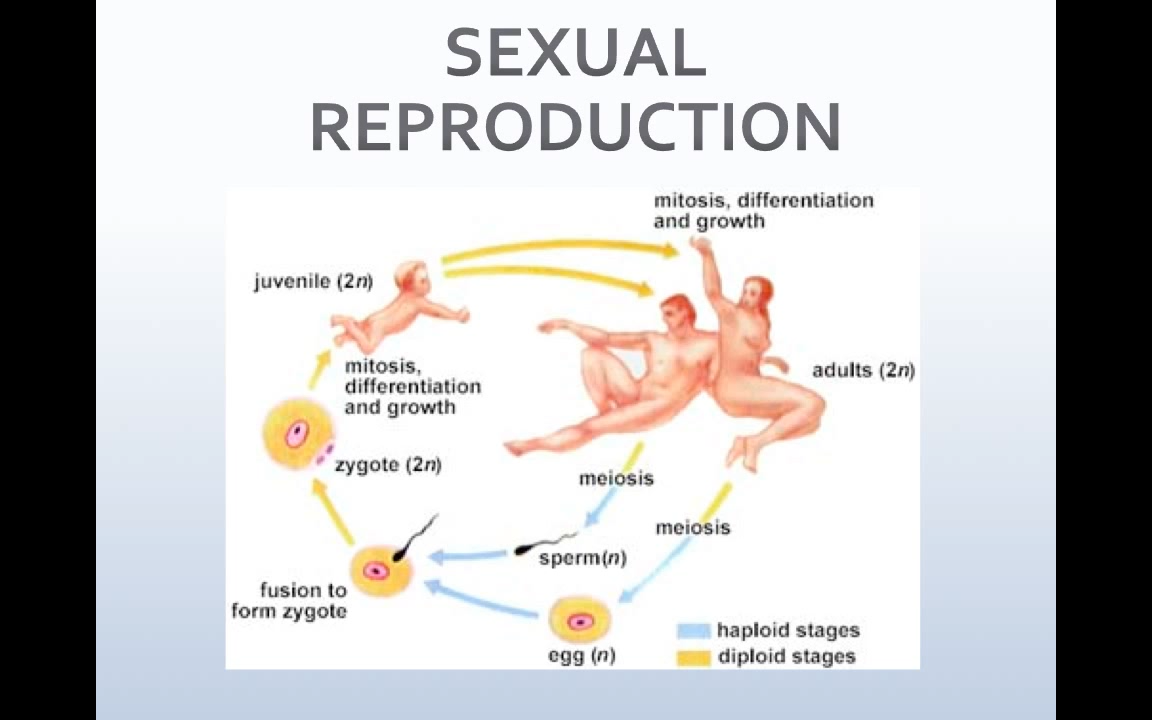 SEXUAL
REPRODUCTION
mitosis, differentiation
and growth
juvenile (2n)
mitosis,
differentiation
and growth
adults (2n)
zygote (2n)
meiosis
meiosis
sperm(n)
fusion to
form zygote
egg (n)
haploid stages
diploid stages